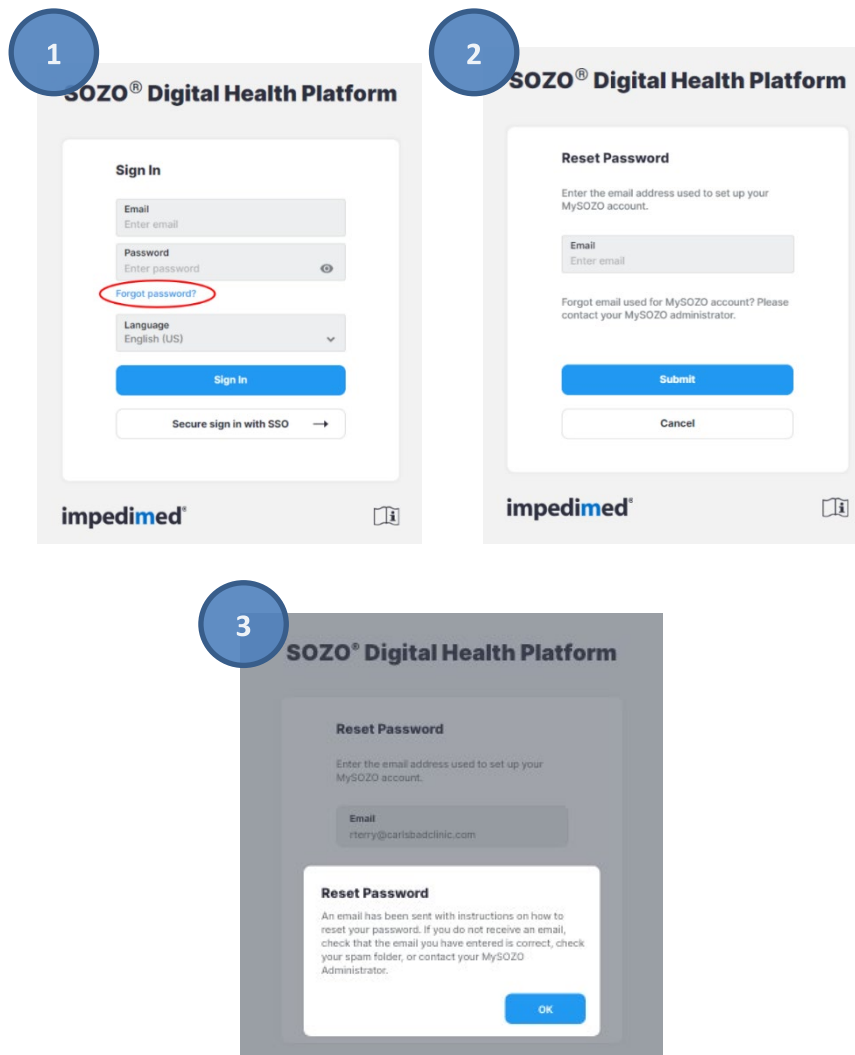 1
SOZO® Digital Health Platform
Sign In
Email
Enter email
Password
Enter password
Forgot password?
Language
English (US)
Sign In
Secure sign in with SSO →
impedimed®
2
SOZO® Digital Health Platform
Reset Password
Enter the email address used to set up your
MySOZO account.
Email
Enter email
Forgot email used for MySOZO account? Please
contact your MySOZO administrator.
Submit
Cancel
impedimed®
3
SOZO® Digital Health Platform
Reset Password
Enter the email address used to set up your
MySOZO account.
Email
rterry@carlsbadclinic.com
Reset Password
An email has been sent with instructions on how to
reset your password. If you do not receive an email,
check that the email you have entered is correct, check
your spam folder, or contact your MySOZO
Administrator.
OK